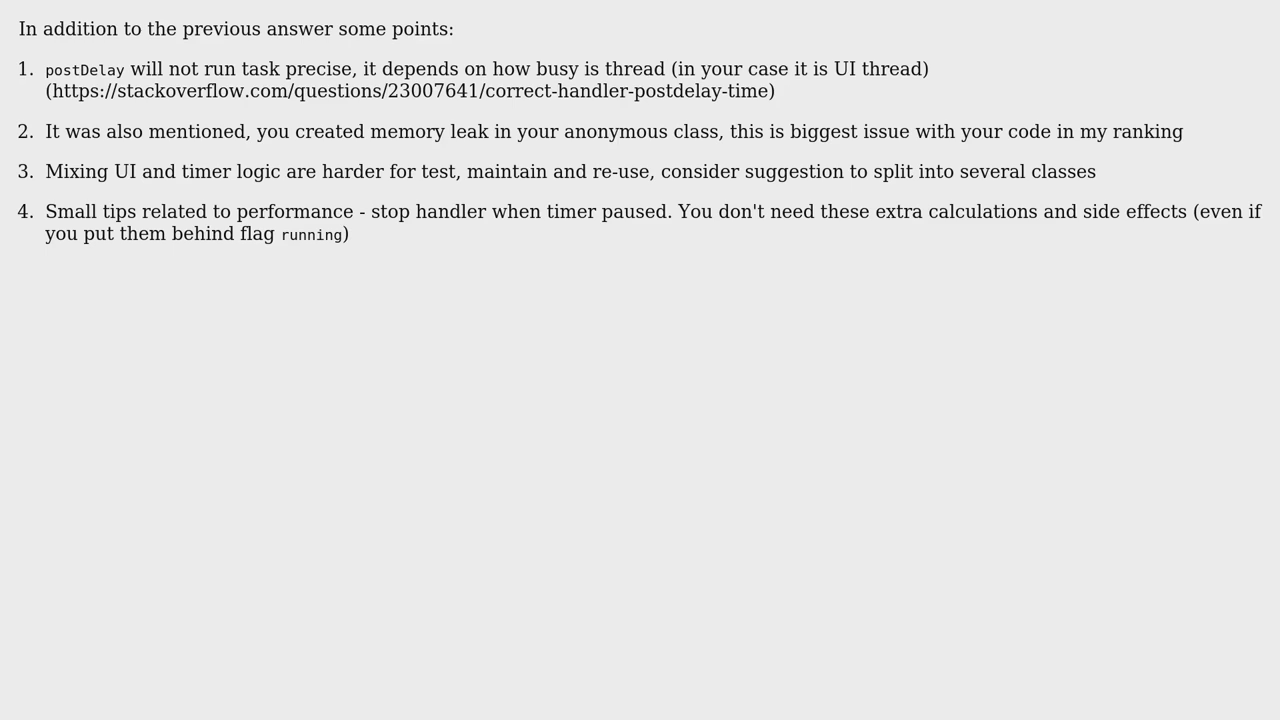 In addition to the previous answer some points:
1. postDelay will not run task precise, it depends on how busy is thread (in your case it is UI thread)
(https://stackoverflow.com/questions/23007641/correct-handler-postdelay-time)
2. It was also mentioned, you created memory leak in your anonymous class, this is biggest issue with your code in my ranking
3. Mixing UI and timer logic are harder for test, maintain and re-use, consider suggestion to split into several classes
4. Small tips related to performance - stop handler when timer paused. You don't need these extra calculations and side effects (even if
you put them behind flag running)